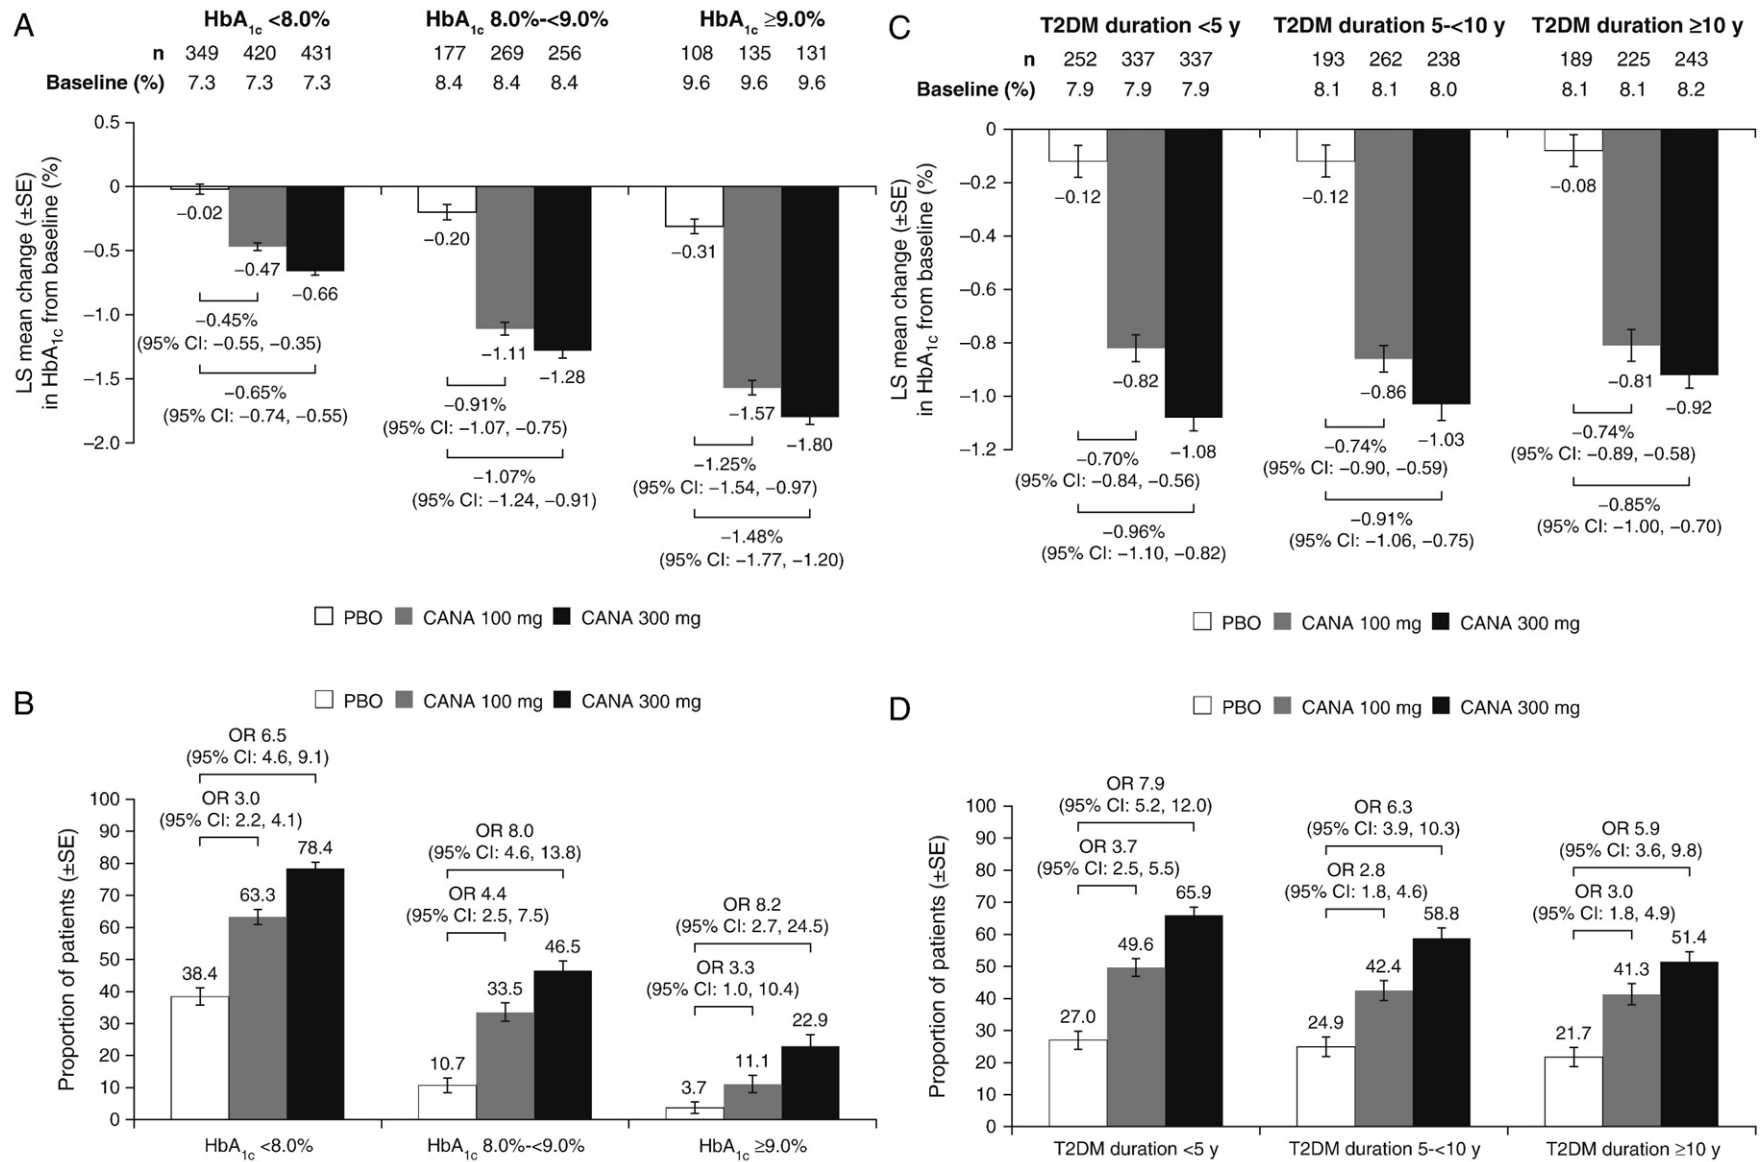 A
HbA1c <8.0% HbA1c 8.0%-<9.0% HbA1c ≥9.0%
n 349 420 431 177 269 256 108 135 131
Baseline (%) 7.3 7.3 7.3 8.4 8.4 8.4 9.6 9.6 9.6
LS mean change (±SE)
in HbA1c from baseline (%)
0.5
0
−0.5
−1.0
−1.5
−2.0
−0.02
−0.47
−0.66
−0.45%
(95% CI: −0.55, −0.35)
−0.65%
(95% CI: −0.74, −0.55)
−0.20
−1.11
−1.28
−0.91%
(95% CI: −1.07, −0.75)
−1.07%
(95% CI: −1.24, −0.91)
−0.31
−1.57
−1.80
−1.25%
(95% CI: −1.54, −0.97)
−1.48%
(95% CI: −1.77, −1.20)
PBO CANA 100 mg CANA 300 mg
B
PBO CANA 100 mg CANA 300 mg
Proportion of patients (±SE)
100
90
80
70
60
50
40
30
20
10
0
OR 6.5
(95% CI: 4.6, 9.1)
OR 3.0
(95% CI: 2.2, 4.1)
38.4
63.3
78.4
OR 8.0
(95% CI: 4.6, 13.8)
OR 4.4
(95% CI: 2.5, 7.5)
10.7
33.5
46.5
OR 8.2
(95% CI: 2.7, 24.5)
OR 3.3
(95% CI: 1.0, 10.4)
3.7
11.1
22.9
HbA1c <8.0% HbA1c 8.0%-<9.0% HbA1c ≥9.0%
C
T2DM duration <5 y T2DM duration 5-<10 y T2DM duration ≥10 y
n 252 337 337 193 262 238 189 225 243
Baseline (%) 7.9 7.9 7.9 8.1 8.1 8.0 8.1 8.1 8.2
LS mean change (±SE)
in HbA1c from baseline (%)
0
−0.2
−0.4
−0.6
−0.8
−1.0
−1.2
−0.12
−0.82
−1.08
−0.70%
(95% CI: −0.84, −0.56)
−0.96%
(95% CI: −1.10, −0.82)
−0.12
−0.86
−1.03
−0.74%
(95% CI: −0.90, −0.59)
−0.91%
(95% CI: −1.06, −0.75)
−0.08
−0.81
−0.92
−0.74%
(95% CI: −0.89, −0.58)
−0.85%
(95% CI: −1.00, −0.70)
PBO CANA 100 mg CANA 300 mg
D
PBO CANA 100 mg CANA 300 mg
Proportion of patients (±SE)
100
90
80
70
60
50
40
30
20
10
0
OR 7.9
(95% CI: 5.2, 12.0)
OR 3.7
(95% CI: 2.5, 5.5)
27.0
49.6
65.9
OR 6.3
(95% CI: 3.9, 10.3)
OR 2.8
(95% CI: 1.8, 4.6)
24.9
42.4
58.8
OR 5.9
(95% CI: 3.6, 9.8)
OR 3.0
(95% CI: 1.8, 4.9)
21.7
41.3
51.4
T2DM duration <5 y T2DM duration 5-<10 y T2DM duration ≥10 y